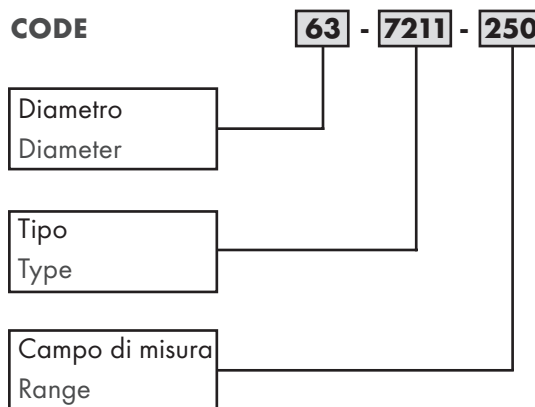 CODE 63 - 7211 - 250
Diametro
Diameter
Tipo
Type
Campo di misura
Range